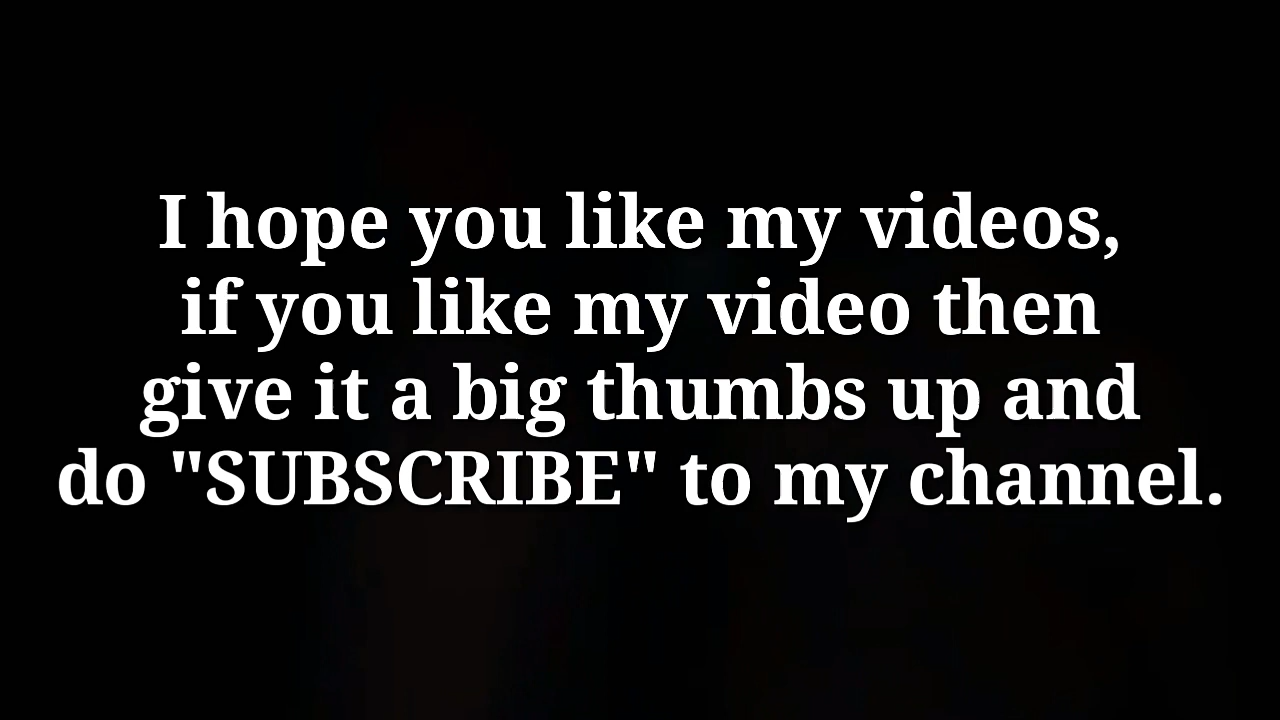 I hope you like my videos,
if you like my video then
give it a big thumbs up and
do "SUBSCRIBE" to my channel.